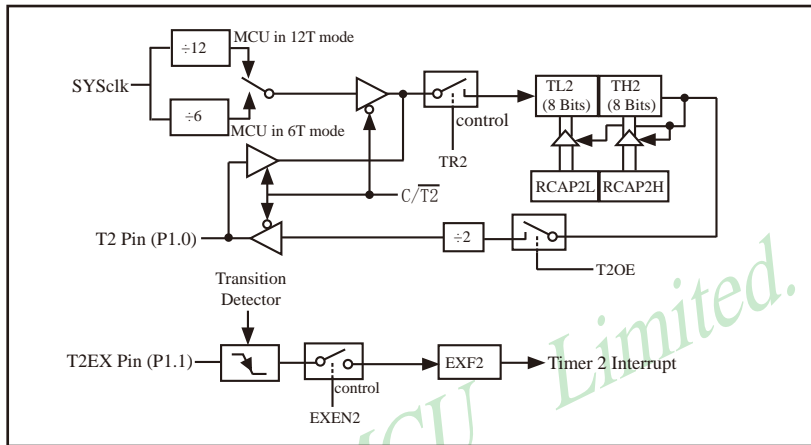 MCU in 12T mode
÷12
SYSclk
÷6
MCU in 6T mode
TL2
(8 Bits)
TH2
(8 Bits)
control
TR2
RCAP2L
RCAP2H
C/T2
T2 Pin (P1.0)
÷2
T2OE
Transition
Detector
T2EX Pin (P1.1)
control
EXF2
Timer 2 Interrupt
EXEN2
MCU Limited.